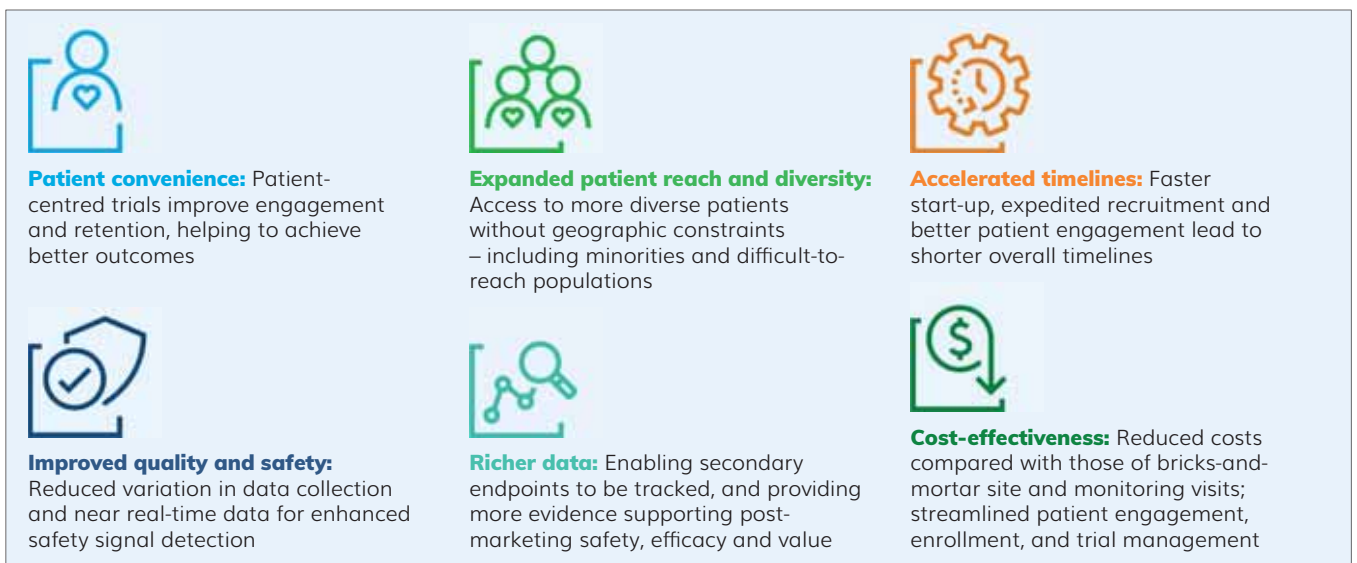 Patient convenience: Patient-
centred trials improve engagement
and retention, helping to achieve
better outcomes
Expanded patient reach and diversity:
Access to more diverse patients
without geographic constraints
– including minorities and difficult-to-
reach populations
Accelerated timelines: Faster
start-up, expedited recruitment and
better patient engagement lead to
shorter overall timelines
Improved quality and safety:
Reduced variation in data collection
and near real-time data for enhanced
safety signal detection
Richer data: Enabling secondary
endpoints to be tracked, and providing
more evidence supporting post-
marketing safety, efficacy and value
$
Cost-effectiveness: Reduced costs
compared with those of bricks-and-
mortar site and monitoring visits;
streamlined patient engagement,
enrollment, and trial management